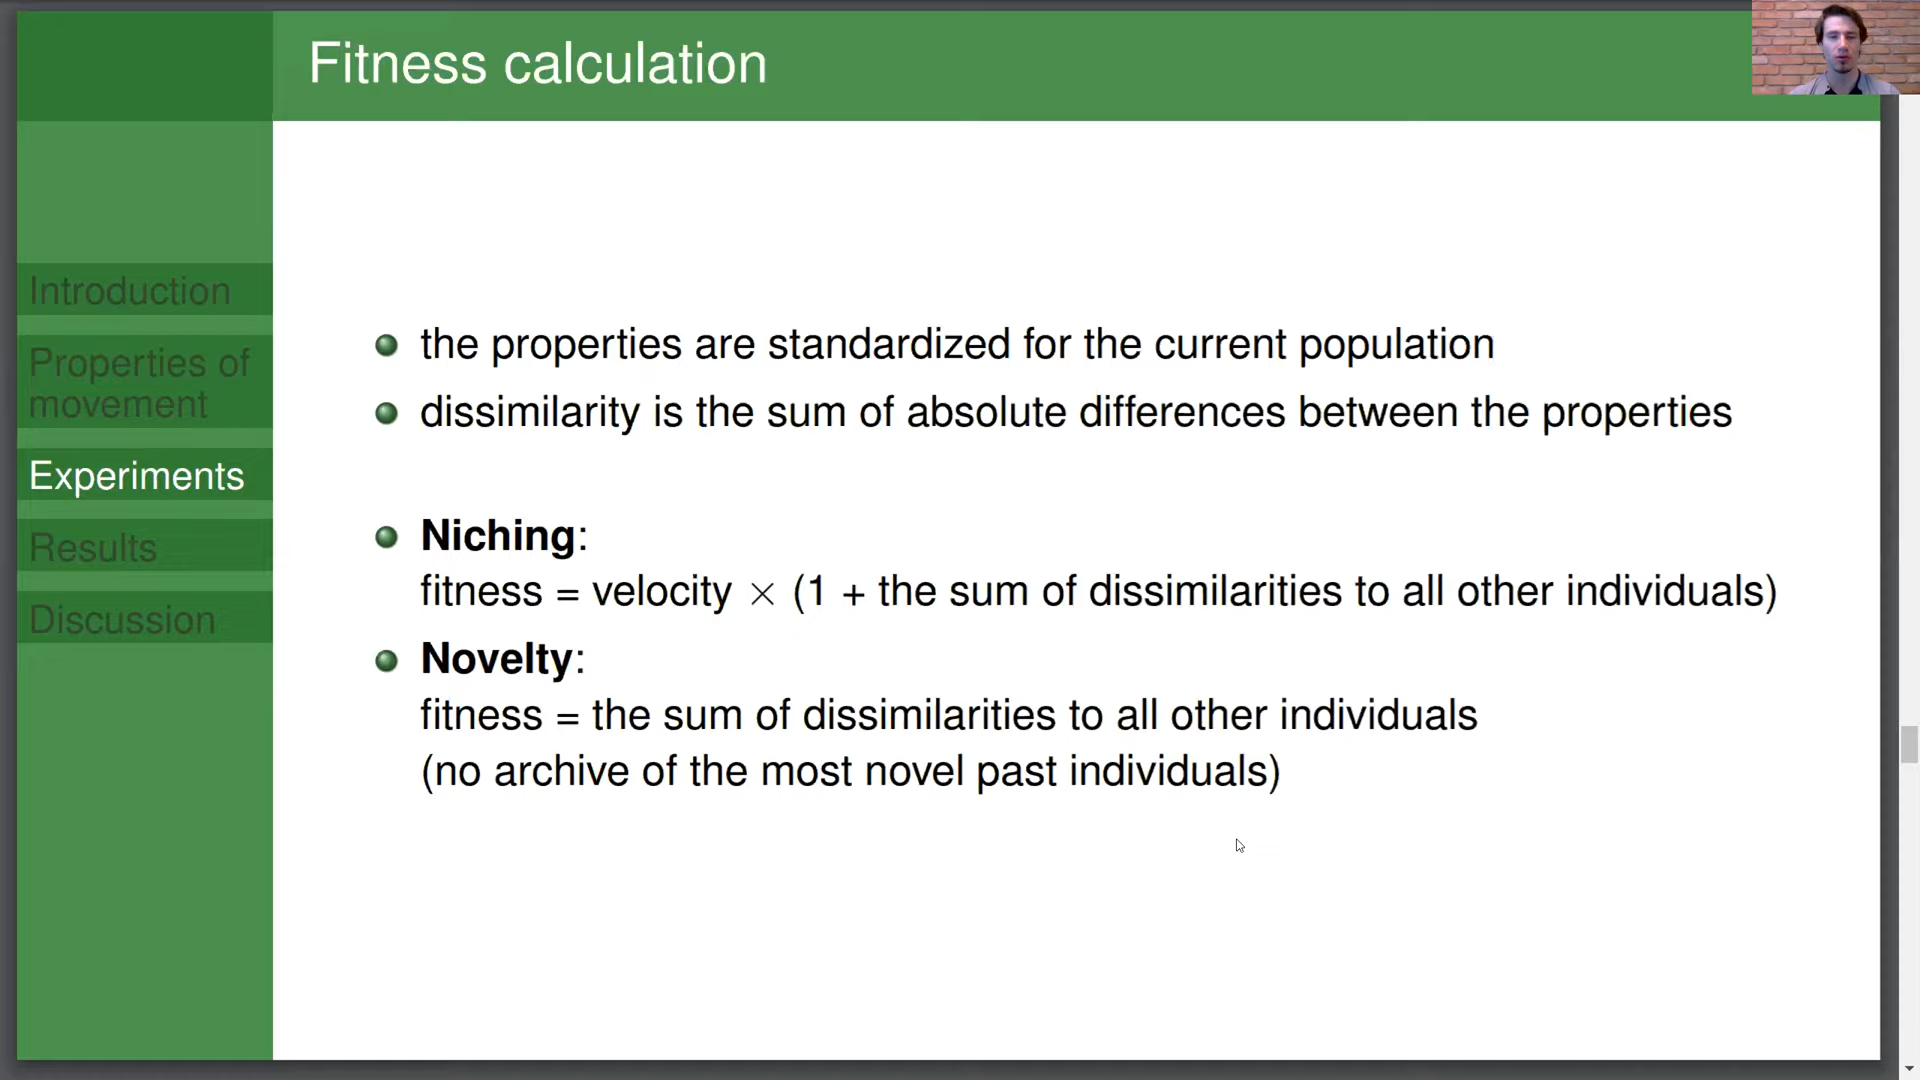 Fitness calculation
Introduction
Properties of
movement
Experiments
Results
Discussion
the properties are standardized for the current population
dissimilarity is the sum of absolute differences between the properties
Niching:
fitness = velocity × (1 + the sum of dissimilarities to all other individuals)
Novelty:
fitness = the sum of dissimilarities to all other individuals
(no archive of the most novel past individuals)